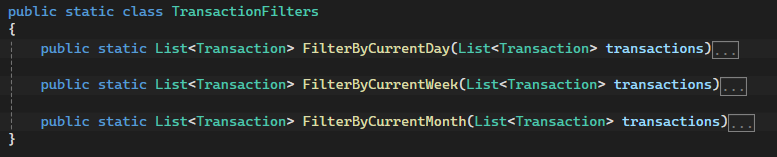 public static class TransactionFilters
{
public static List<Transaction> FilterByCurrentDay(List<Transaction> transactions)...
public static List<Transaction> FilterByCurrentWeek(List<Transaction> transactions)...
public static List<Transaction> FilterByCurrentMonth(List<Transaction> transactions)...
}